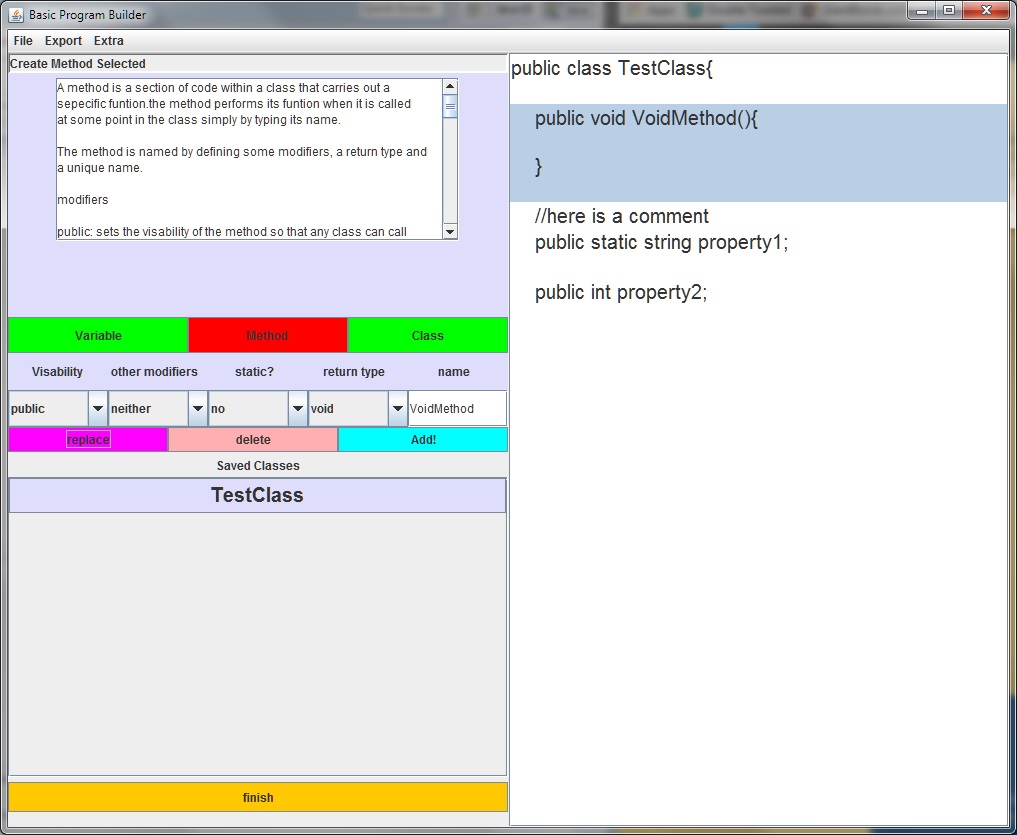 Basic Program Builder
File Export Extra
Create Method Selected
A method is a section of code within a class that carries out a
sepecific funtion.the method performs its funtion when it is called
at some point in the class simply by typing its name.
The method is named by defining some modifiers, a return type and
a unique name.
modifiers
public: sets the visability of the method so that any class can call
Variable Method Class
Visability other modifiers static? return type name
public neither no void VoidMethod
replace delete Add!
Saved Classes
TestClass
finish
public class TestClass{
public void VoidMethod(){
}
//here is a comment
public static string property1;
public int property2;